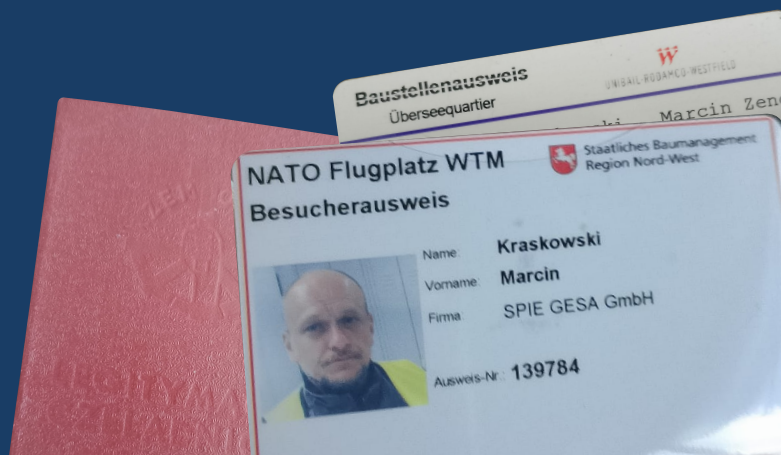 Baustellenausweis
Überseequartier
UNIBAIL-RODAMCO-WESTFIELD
Marcin Zen
NATO Flugplatz WTM
Besucherausweis
Staatliches Baumanagement
Region Nord-West
Name: Kraskowski
Vorname: Marcin
Firma: SPIE GESA GmbH
Ausweis-Nr.: 139784